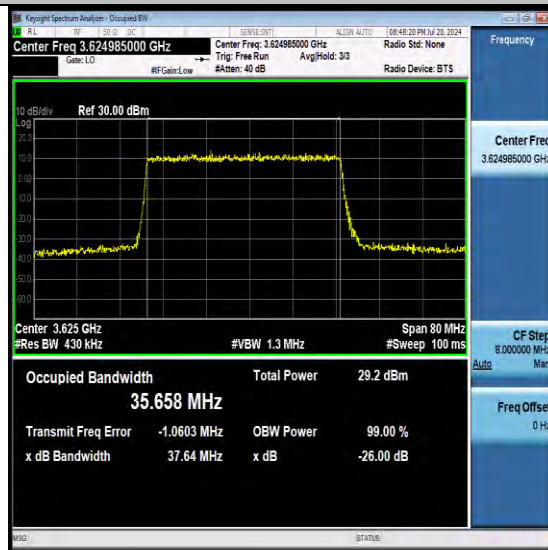 Keysight Spectrum Analyzer - Occupied BW
RL RF 50 Ω DC SENSE:INT ALIGN AUTO 08:48:20 PM Jul 20, 2024
Center Freq 3.624985000 GHz Center Freq: 3.624985000 GHz Radio Std: None
Gate: LO Trig: Free Run Avg|Hold: 3/3
#IFGain:Low #Atten: 40 dB Radio Device: BTS
Frequency
10 dB/div Ref 30.00 dBm
Log
20.0
10.0
0.00
-10.0
-20.0
-30.0
-40.0
-50.0
-60.0
Center Freq
3.624985000 GHz
Center 3.625 GHz Span 80 MHz
#Res BW 430 kHz #VBW 1.3 MHz #Sweep 100 ms
CF Step
8.000000 MHz
Auto Man
Occupied Bandwidth Total Power 29.2 dBm
35.658 MHz
Transmit Freq Error -1.0603 MHz OBW Power 99.00 %
x dB Bandwidth 37.64 MHz x dB -26.00 dB
Freq Offset
0 Hz
MSG STATUS